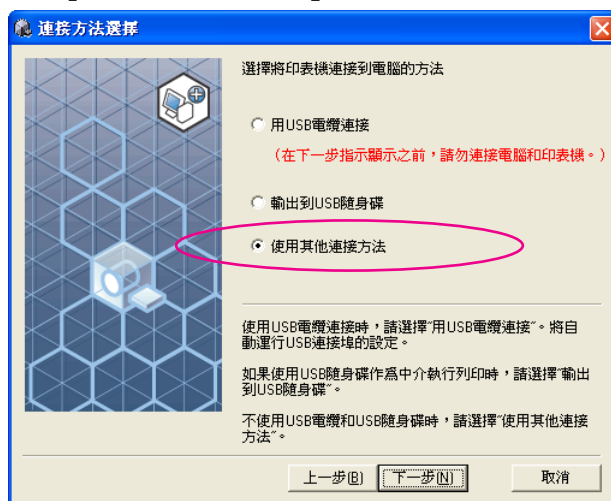 連接方法選擇
選擇將印表機連接到電腦的方法
用USB電纜連接
(在下一步指示顯示之前，請勿連接電腦和印表機。)
輸出到USB隨身碟
使用其他連接方法
使用USB電纜連接時，請選擇"用USB電纜連接"。將自
動運行USB連接埠的設定。
如果使用USB隨身碟作為中介執行列印時，請選擇"輸出
到USB隨身碟"。
不使用USB電纜和USB隨身碟時，請選擇"使用其他連接
方法"。
上一步(B) 下一步(N) 取消